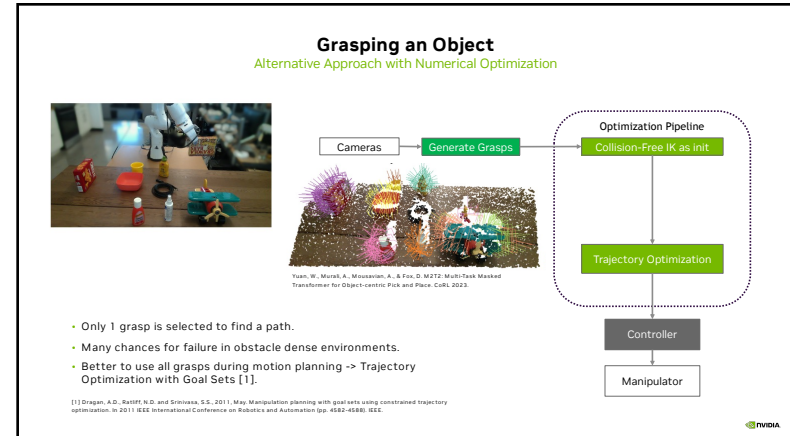 Grasping an Object
Alternative Approach with Numerical Optimization
Optimization Pipeline
Cameras
Generate Grasps
Collision-Free IK as init
Yuan, W., Murali, A., Mousavian, A., & Fox, D. M2T2: Multi-Task Masked
Transformer for Object-centric Pick and Place. CoRL 2023.
Trajectory Optimization
Controller
Manipulator
• Only 1 grasp is selected to find a path.
• Many chances for failure in obstacle dense environments.
• Better to use all grasps during motion planning -> Trajectory
Optimization with Goal Sets [1].
[1] Dragan, A.D., Ratliff, N.D. and Srinivasa, S.S., 2011, May. Manipulation planning with goal sets using constrained trajectory
optimization. In 2011 IEEE International Conference on Robotics and Automation (pp. 4582-4588). IEEE.
NVIDIA.